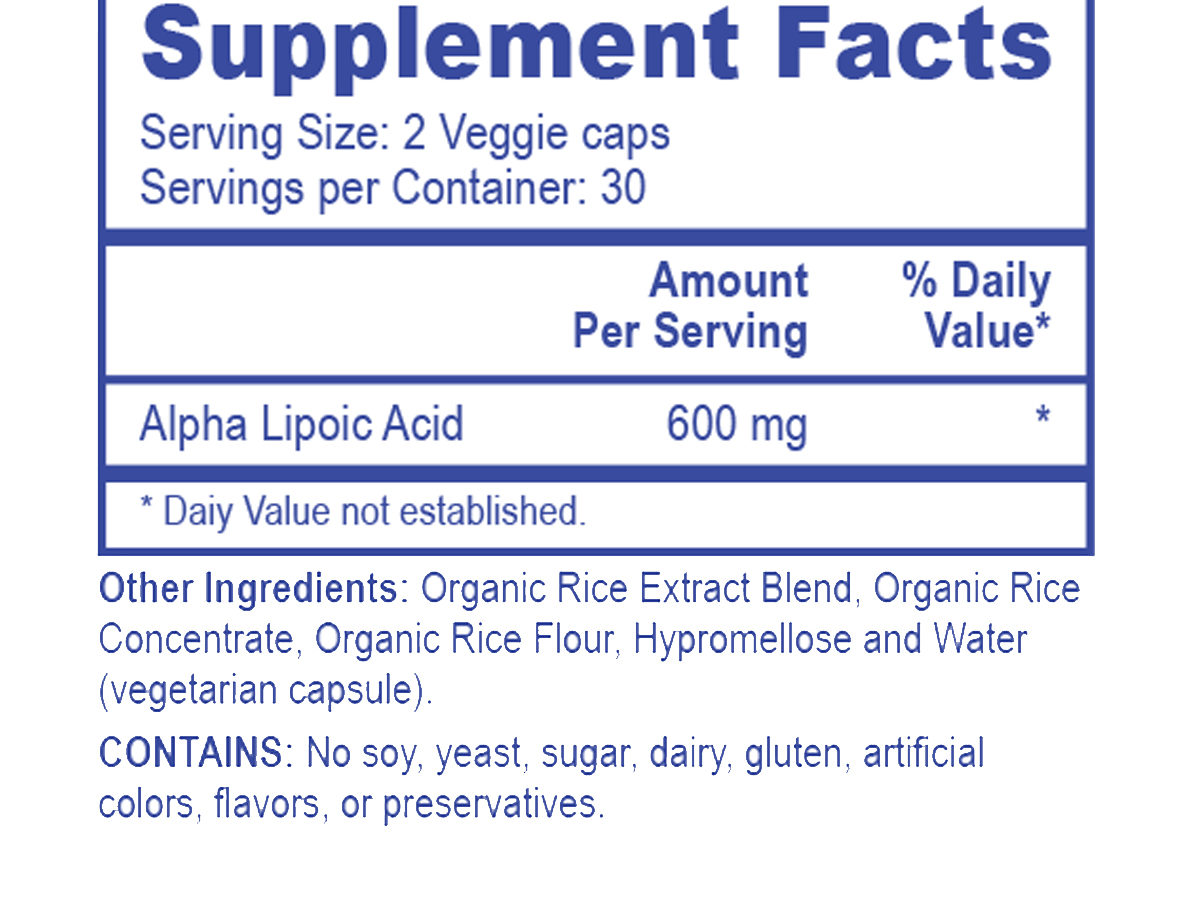 Supplement Facts
Serving Size: 2 Veggie caps
Servings per Container: 30
Amount % Daily
Per Serving Value*
Alpha Lipoic Acid 600 mg *
* Daiy Value not established.
Other Ingredients: Organic Rice Extract Blend, Organic Rice
Concentrate, Organic Rice Flour, Hypromellose and Water
(vegetarian capsule).
CONTAINS: No soy, yeast, sugar, dairy, gluten, artificial
colors, flavors, or preservatives.